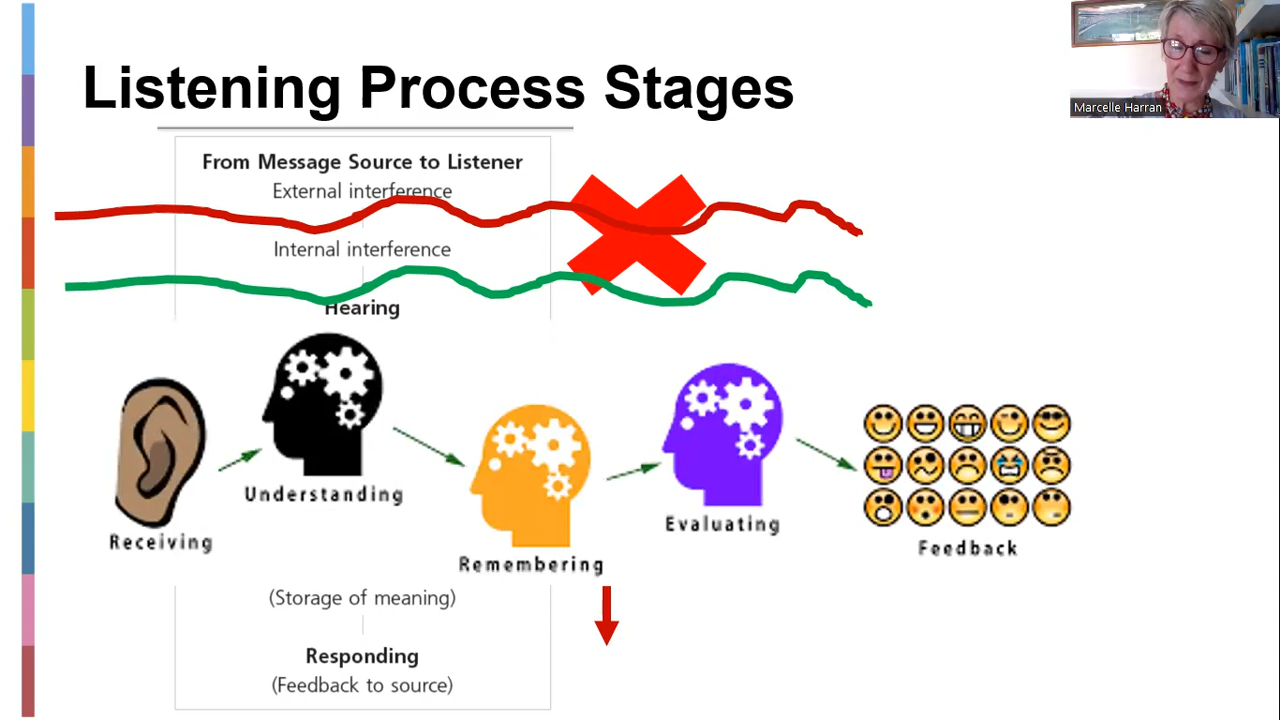 Listening Process Stages
Marcelle Harran
From Message Source to Listener
External interference
Internal interference
Hearing
Receiving
Understanding
Remembering
Evaluating
Feedback
(Storage of meaning)
Responding
(Feedback to source)